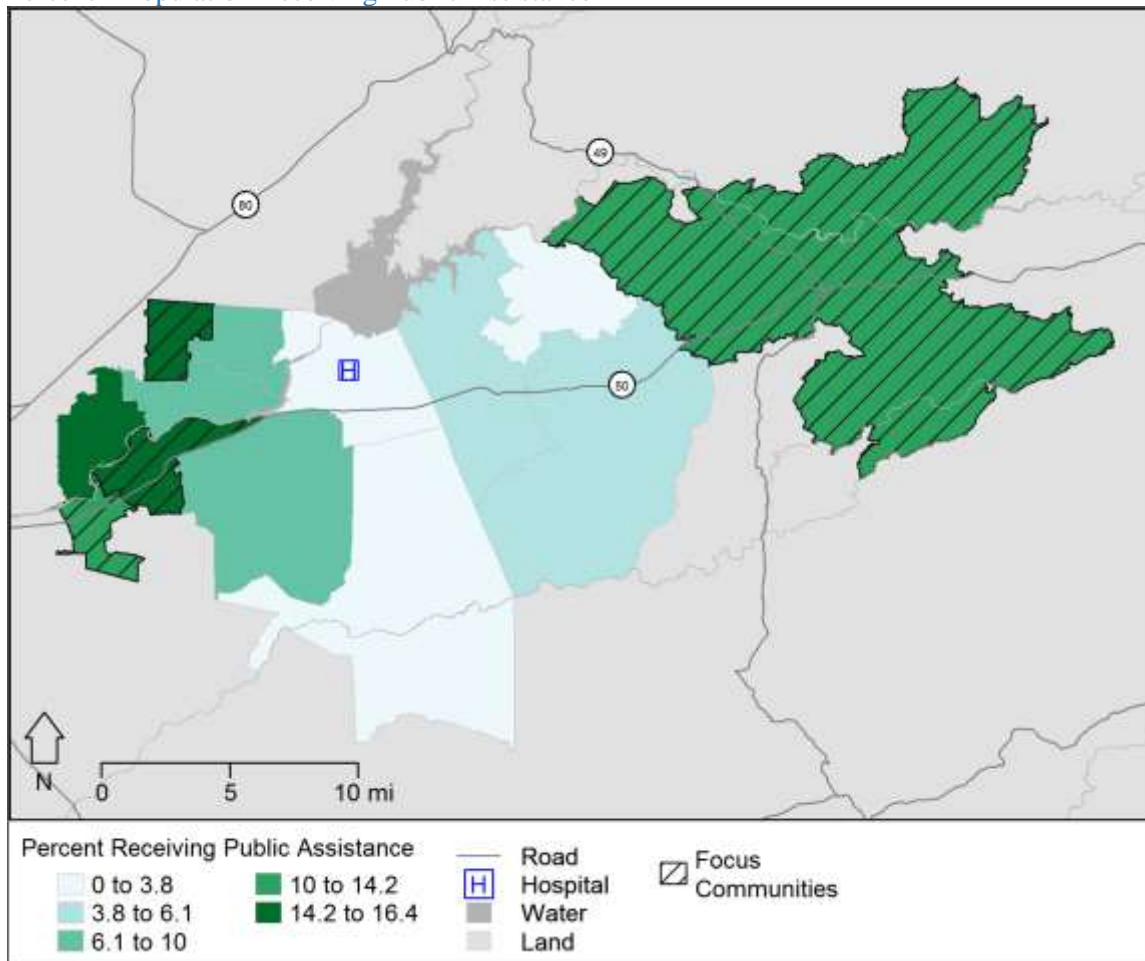 49
80
50
H
N
0 5 10 mi
Percent Receiving Public Assistance
0 to 3.8
3.8 to 6.1
6.1 to 10
10 to 14.2
14.2 to 16.4
Road
H Hospital
Water
Land
Focus
Communities